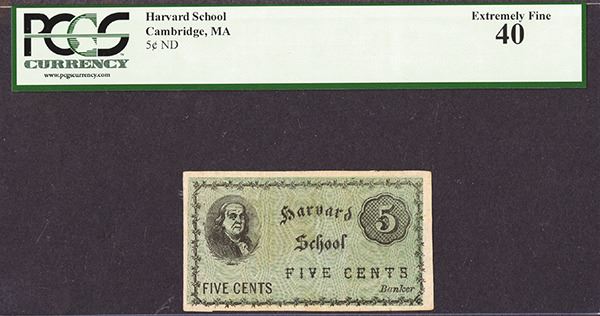 PCGS
CURRENCY
www.pcgscurrency.com
Harvard School
Cambridge, MA
5¢ ND
Extremely Fine
40
Harvard
School
5
FIVE CENTS
FIVE CENTS
Banker